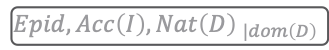 Epid, Acc(I), Nat(D) |dom(D)